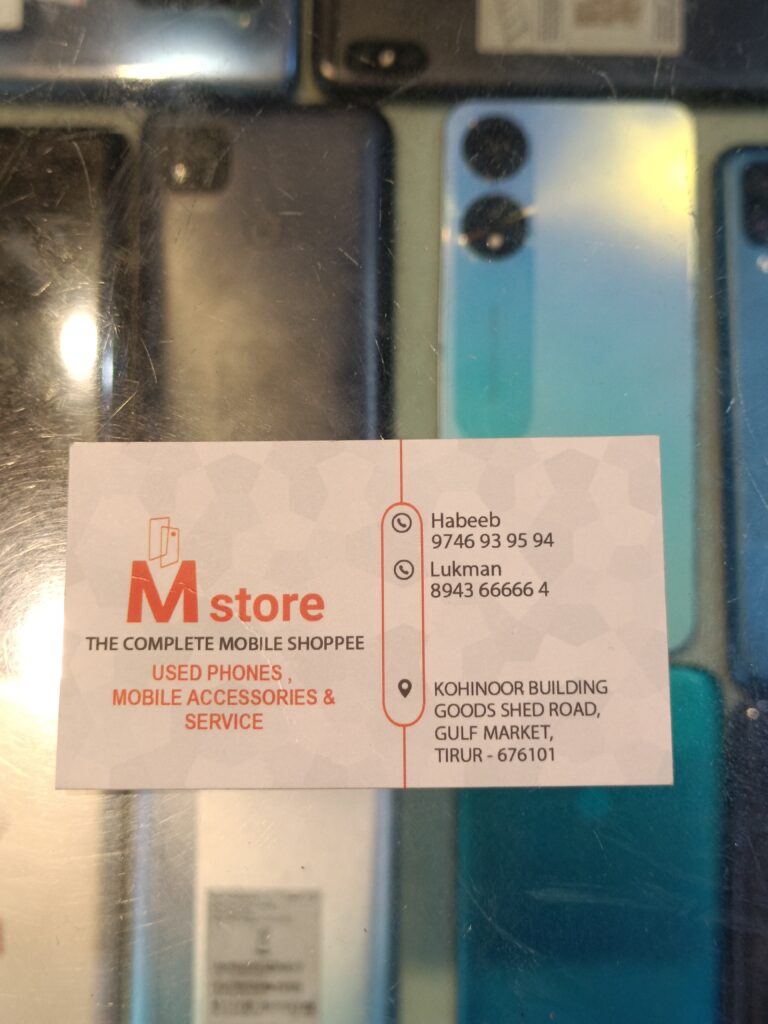 M store
THE COMPLETE MOBILE SHOPPEE
USED PHONES ,
MOBILE ACCESSORIES &
SERVICE
Habeeb
9746 93 95 94
Lukman
8943 66666 4
KOHINOOR BUILDING
GOODS SHED ROAD,
GULF MARKET,
TIRUR - 676101